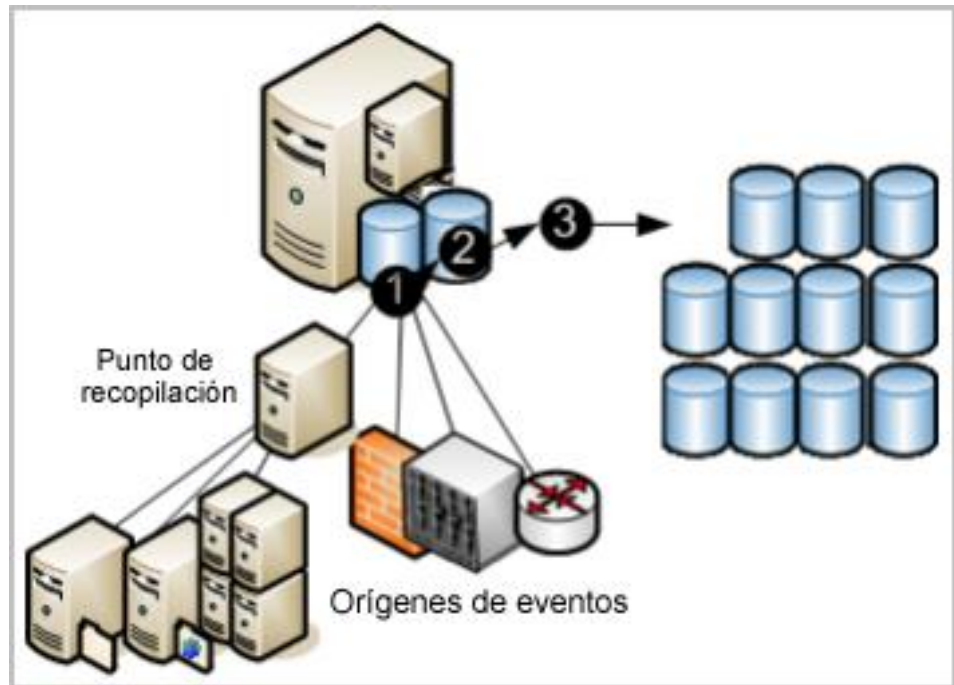 2
3
1
Punto de
recopilación
Orígenes de eventos